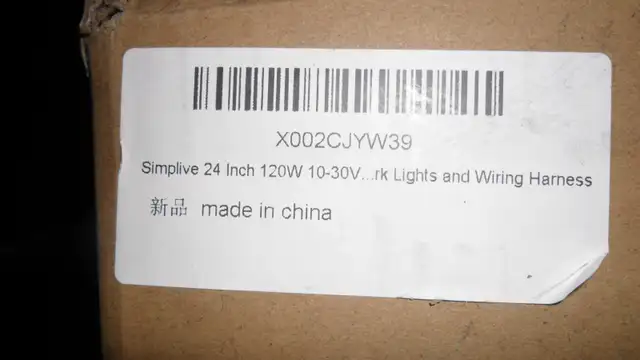 X002CJYW39
Simplive 24 Inch 120W 10-30V...rk Lights and Wiring Harness
新品 made in china